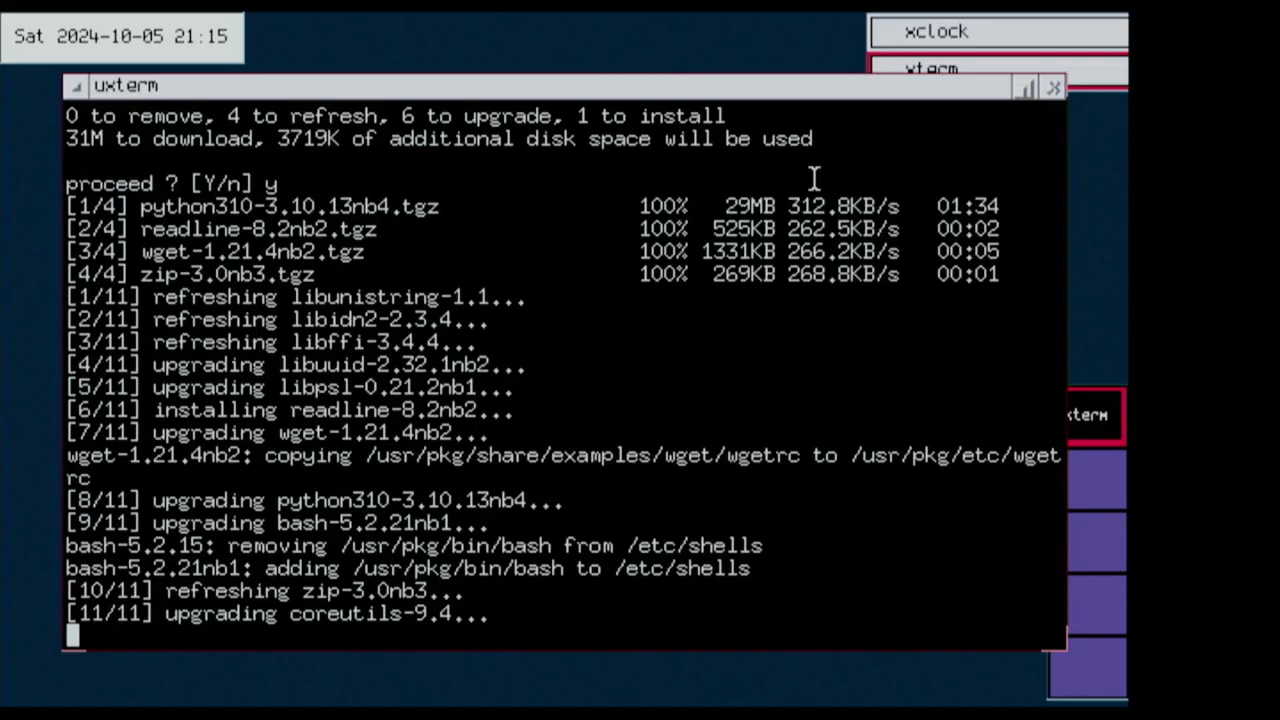 Sat 2024-10-05 21:15
xclock
xterm
uxterm
0 to remove, 4 to refresh, 6 to upgrade, 1 to install
31M to download, 3719K of additional disk space will be used
proceed ? [Y/n] y
[1/4] python310-3.10.13nb4.tgz 100% 29MB 312.8KB/s 01:34
[2/4] readline-8.2nb2.tgz 100% 525KB 262.5KB/s 00:02
[3/4] wget-1.21.4nb2.tgz 100% 1331KB 266.2KB/s 00:05
[4/4] zip-3.0nb3.tgz 100% 269KB 268.8KB/s 00:01
[1/11] refreshing libunistring-1.1...
[2/11] refreshing libidn2-2.3.4...
[3/11] refreshing libffi-3.4.4...
[4/11] upgrading libuuid-2.32.1nb2...
[5/11] upgrading libpsl-0.21.2nb1...
[6/11] installing readline-8.2nb2...
[7/11] upgrading wget-1.21.4nb2...
wget-1.21.4nb2: copying /usr/pkg/share/examples/wget/wgetrc to /usr/pkg/etc/wget
rc
[8/11] upgrading python310-3.10.13nb4...
[9/11] upgrading bash-5.2.21nb1...
bash-5.2.15: removing /usr/pkg/bin/bash from /etc/shells
bash-5.2.21nb1: adding /usr/pkg/bin/bash to /etc/shells
[10/11] refreshing zip-3.0nb3...
[11/11] upgrading coreutils-9.4...
xterm